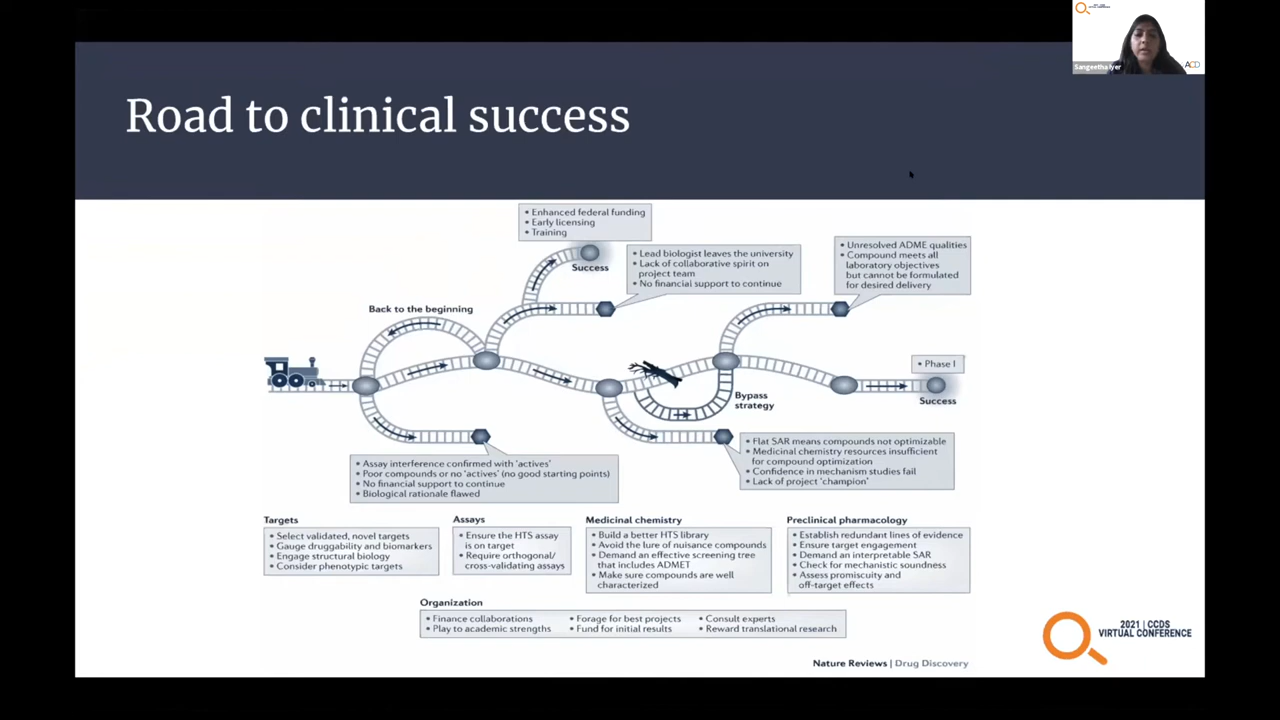 Road to clinical success
Sangeetha Iyer
• Enhanced federal funding
• Early licensing
• Training
Success
• Lead biologist leaves the university
• Lack of collaborative spirit on
project team
• No financial support to continue
• Unresolved ADME qualities
• Compound meets all
laboratory objectives
but cannot be formulated
for desired delivery
Back to the beginning
• Phase I
Success
Bypass
strategy
• Flat SAR means compounds not optimizable
• Medicinal chemistry resources insufficient
for compound optimization
• Confidence in mechanism studies fail
• Lack of project ‘champion’
• Assay interference confirmed with ‘actives’
• Poor compounds or no ‘actives’ (no good starting points)
• No financial support to continue
• Biological rationale flawed
Targets
• Select validated, novel targets
• Gauge druggability and biomarkers
• Engage structural biology
• Consider phenotypic targets
Assays
• Ensure the HTS assay
is on target
• Require orthogonal/
cross-validating assays
Medicinal chemistry
• Build a better HTS library
• Avoid the lure of nuisance compounds
• Demand an effective screening tree
that includes ADMET
• Make sure compounds are well
characterized
Preclinical pharmacology
• Establish redundant lines of evidence
• Ensure target engagement
• Demand an interpretable SAR
• Check for mechanistic soundness
• Assess promiscuity and
off-target effects
Organization
• Finance collaborations
• Play to academic strengths
• Forage for best projects
• Fund for initial results
• Consult experts
• Reward translational research
Nature Reviews | Drug Discovery
2021 | CCDS
VIRTUAL CONFERENCE